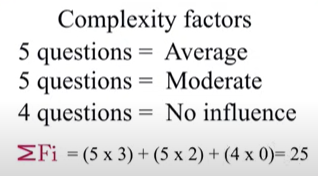 Complexity factors
5 questions = Average
5 questions = Moderate
4 questions = No influence
ΣFi = (5 x 3) + (5 x 2) + (4 x 0)= 25